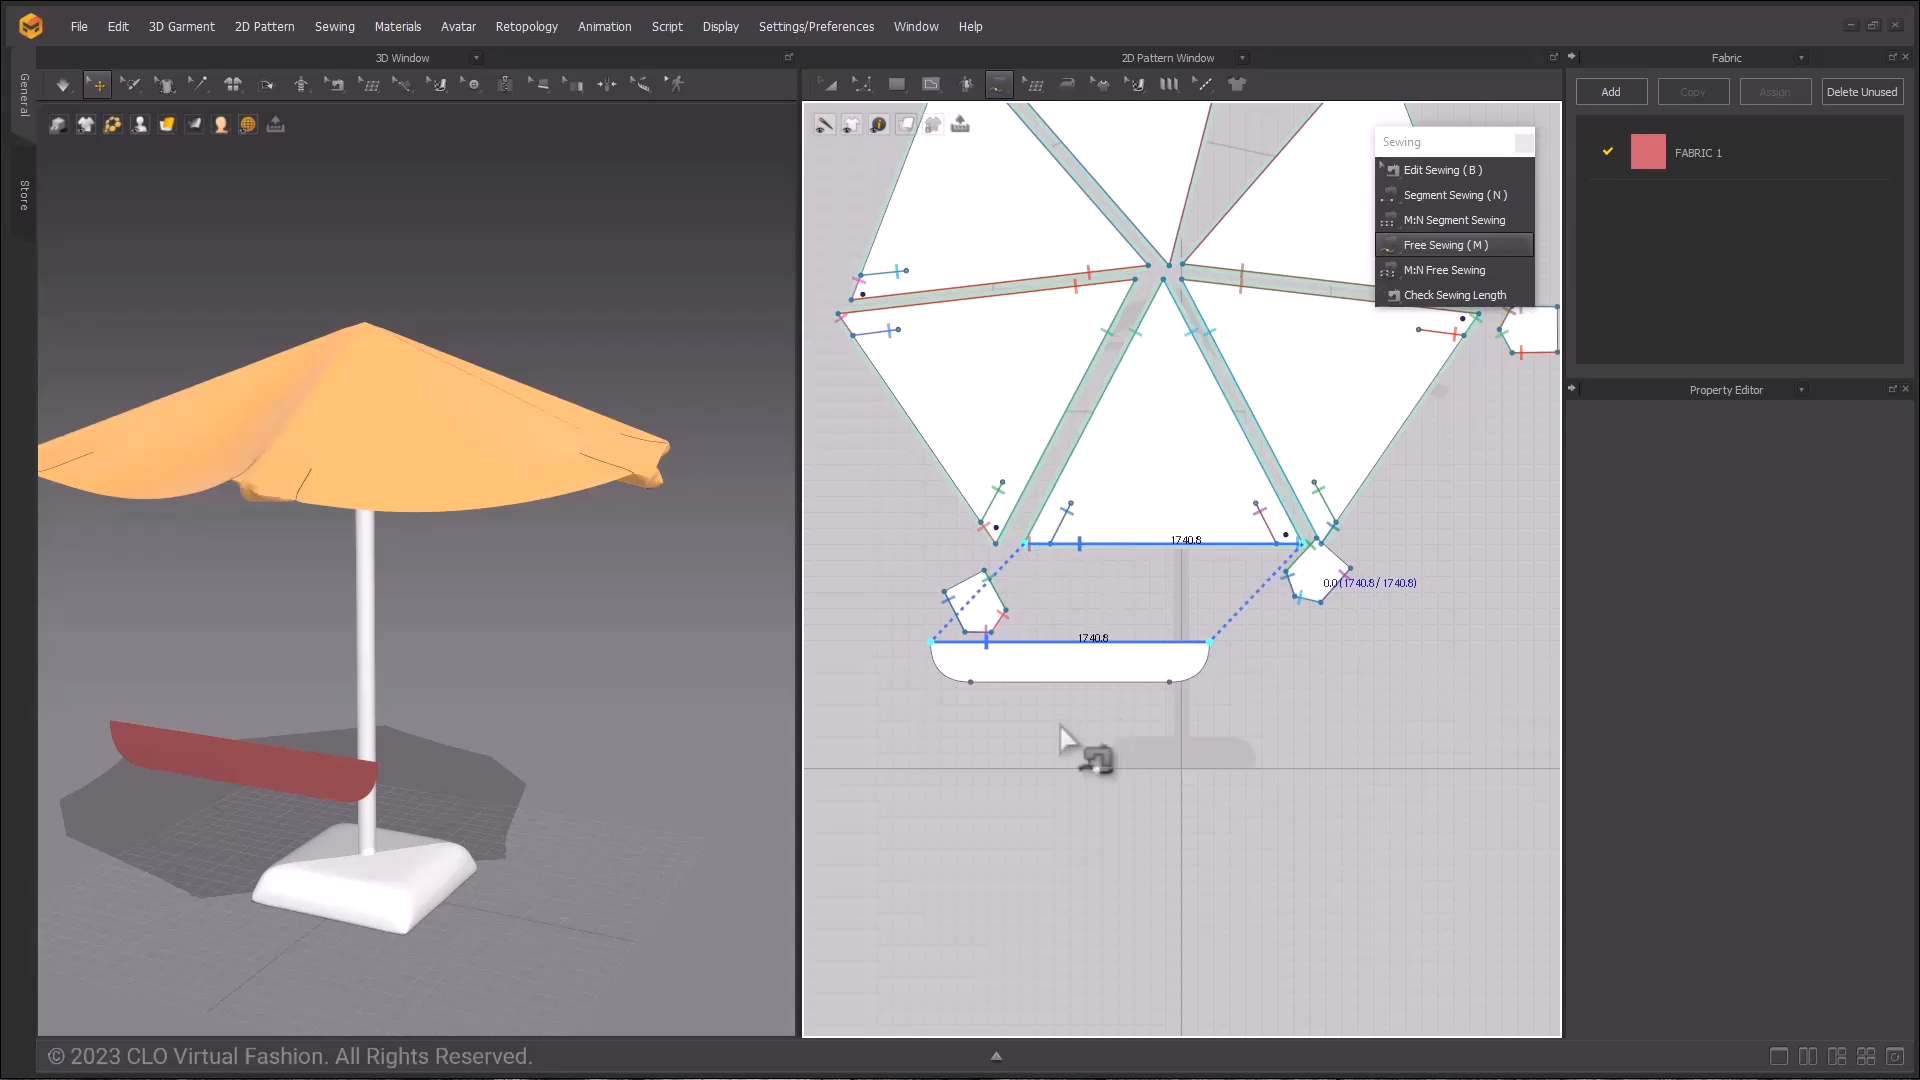 File Edit 3D Garment 2D Pattern Sewing Materials Avatar Retopology Animation Script Display Settings/Preferences Window Help
3D Window
2D Pattern Window
Fabric
General
Store
Add Copy Assign Delete Unused
FABRIC 1
Sewing
Edit Sewing ( B )
Segment Sewing ( N )
M:N Segment Sewing
Free Sewing ( M )
M:N Free Sewing
Check Sewing Length
Property Editor
1740.8
0.0 (1740.8 / 1740.8)
1740.8
© 2023 CLO Virtual Fashion. All Rights Reserved.